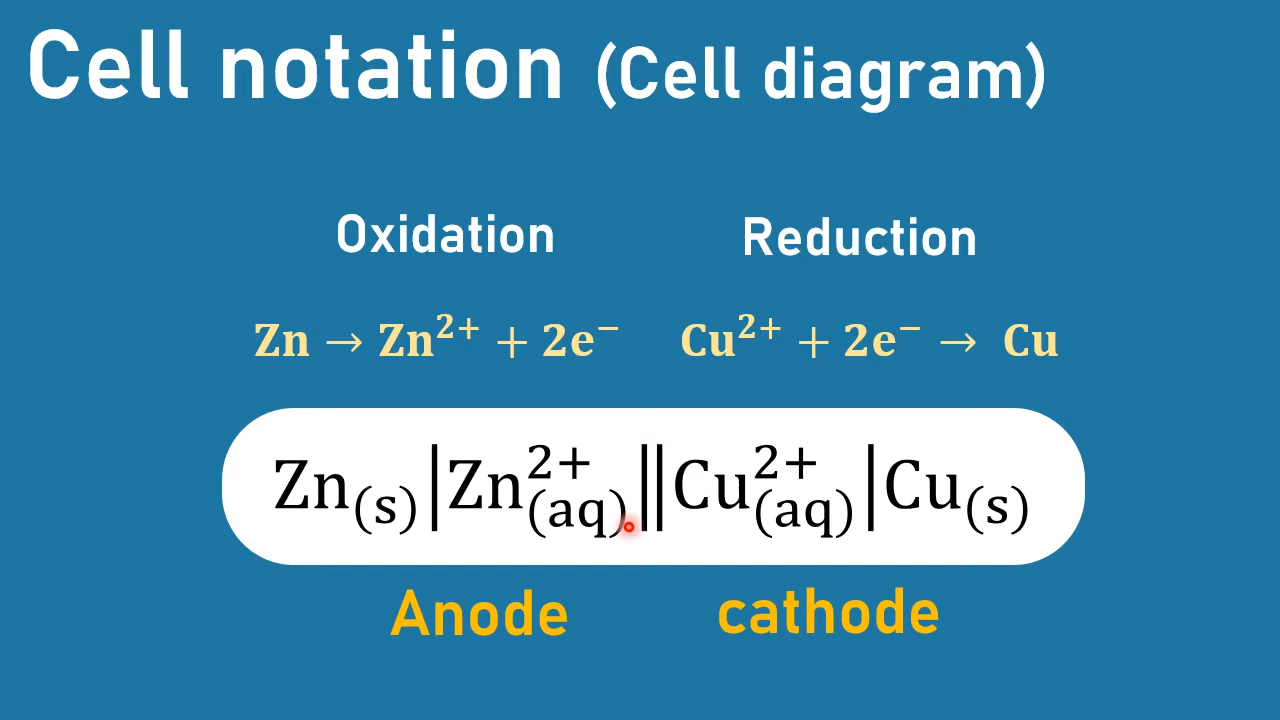 Cell notation (Cell diagram)
Oxidation Reduction
Zn → Zn²⁺ + 2e⁻ Cu²⁺ + 2e⁻ → Cu
Zn₍ₛ₎|Zn²⁺(aq)||Cu²⁺(aq)|Cu₍ₛ₎
Anode cathode